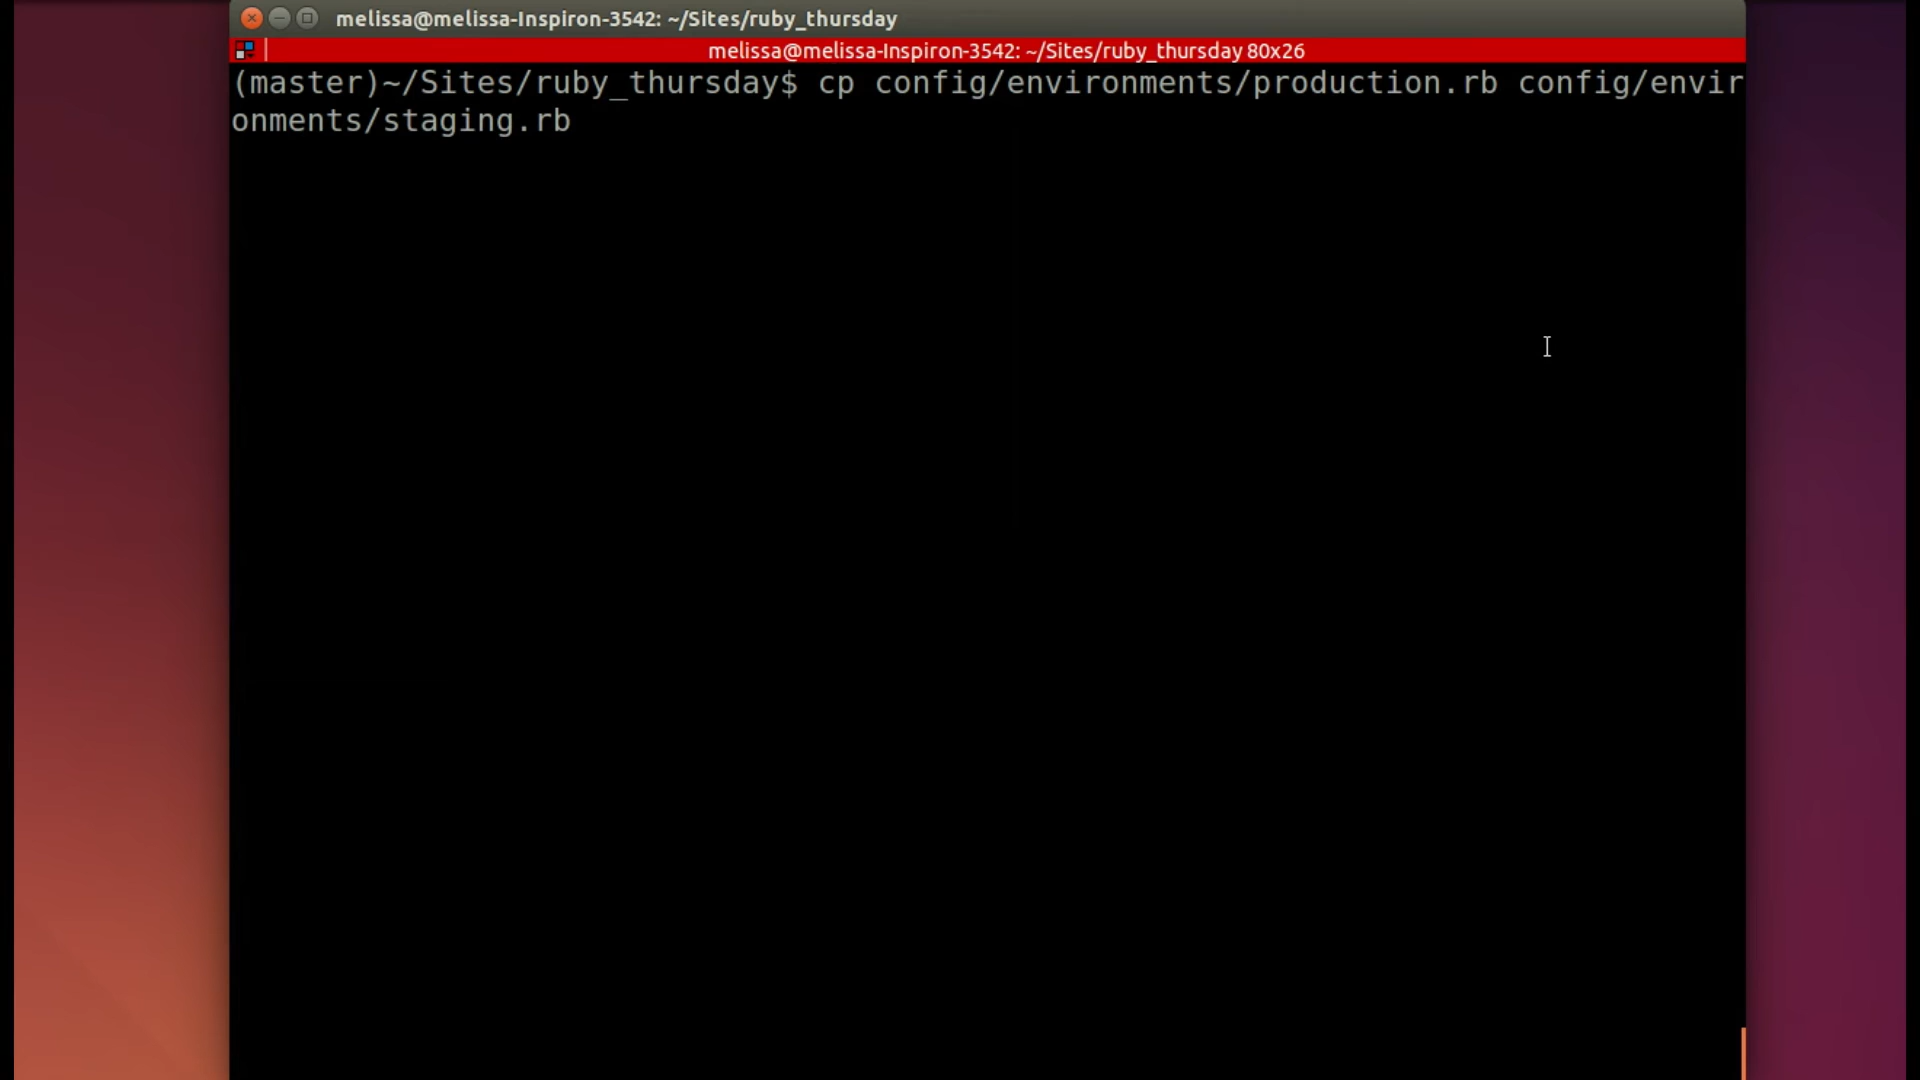 melissa@melissa-Inspiron-3542: ~/Sites/ruby_thursday
melissa@melissa-Inspiron-3542: ~/Sites/ruby_thursday 80x26
(master)~/Sites/ruby_thursday$ cp config/environments/production.rb config/envir
onments/staging.rb